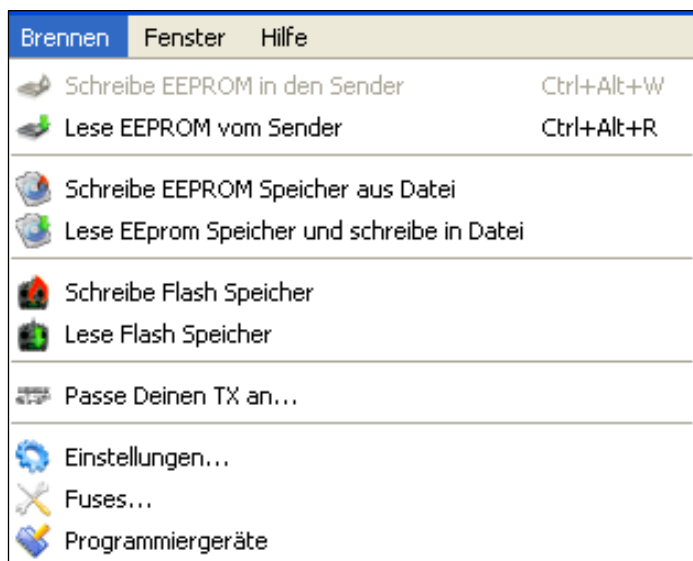 Brennen Fenster Hilfe
Schreibe EEPROM in den Sender Ctrl+Alt+W
Lese EEPROM vom Sender Ctrl+Alt+R
Schreibe EEPROM Speicher aus Datei
Lese EEprom Speicher und schreibe in Datei
Schreibe Flash Speicher
Lese Flash Speicher
Passe Deinen TX an...
Einstellungen...
Fuses...
Programmiergeräte